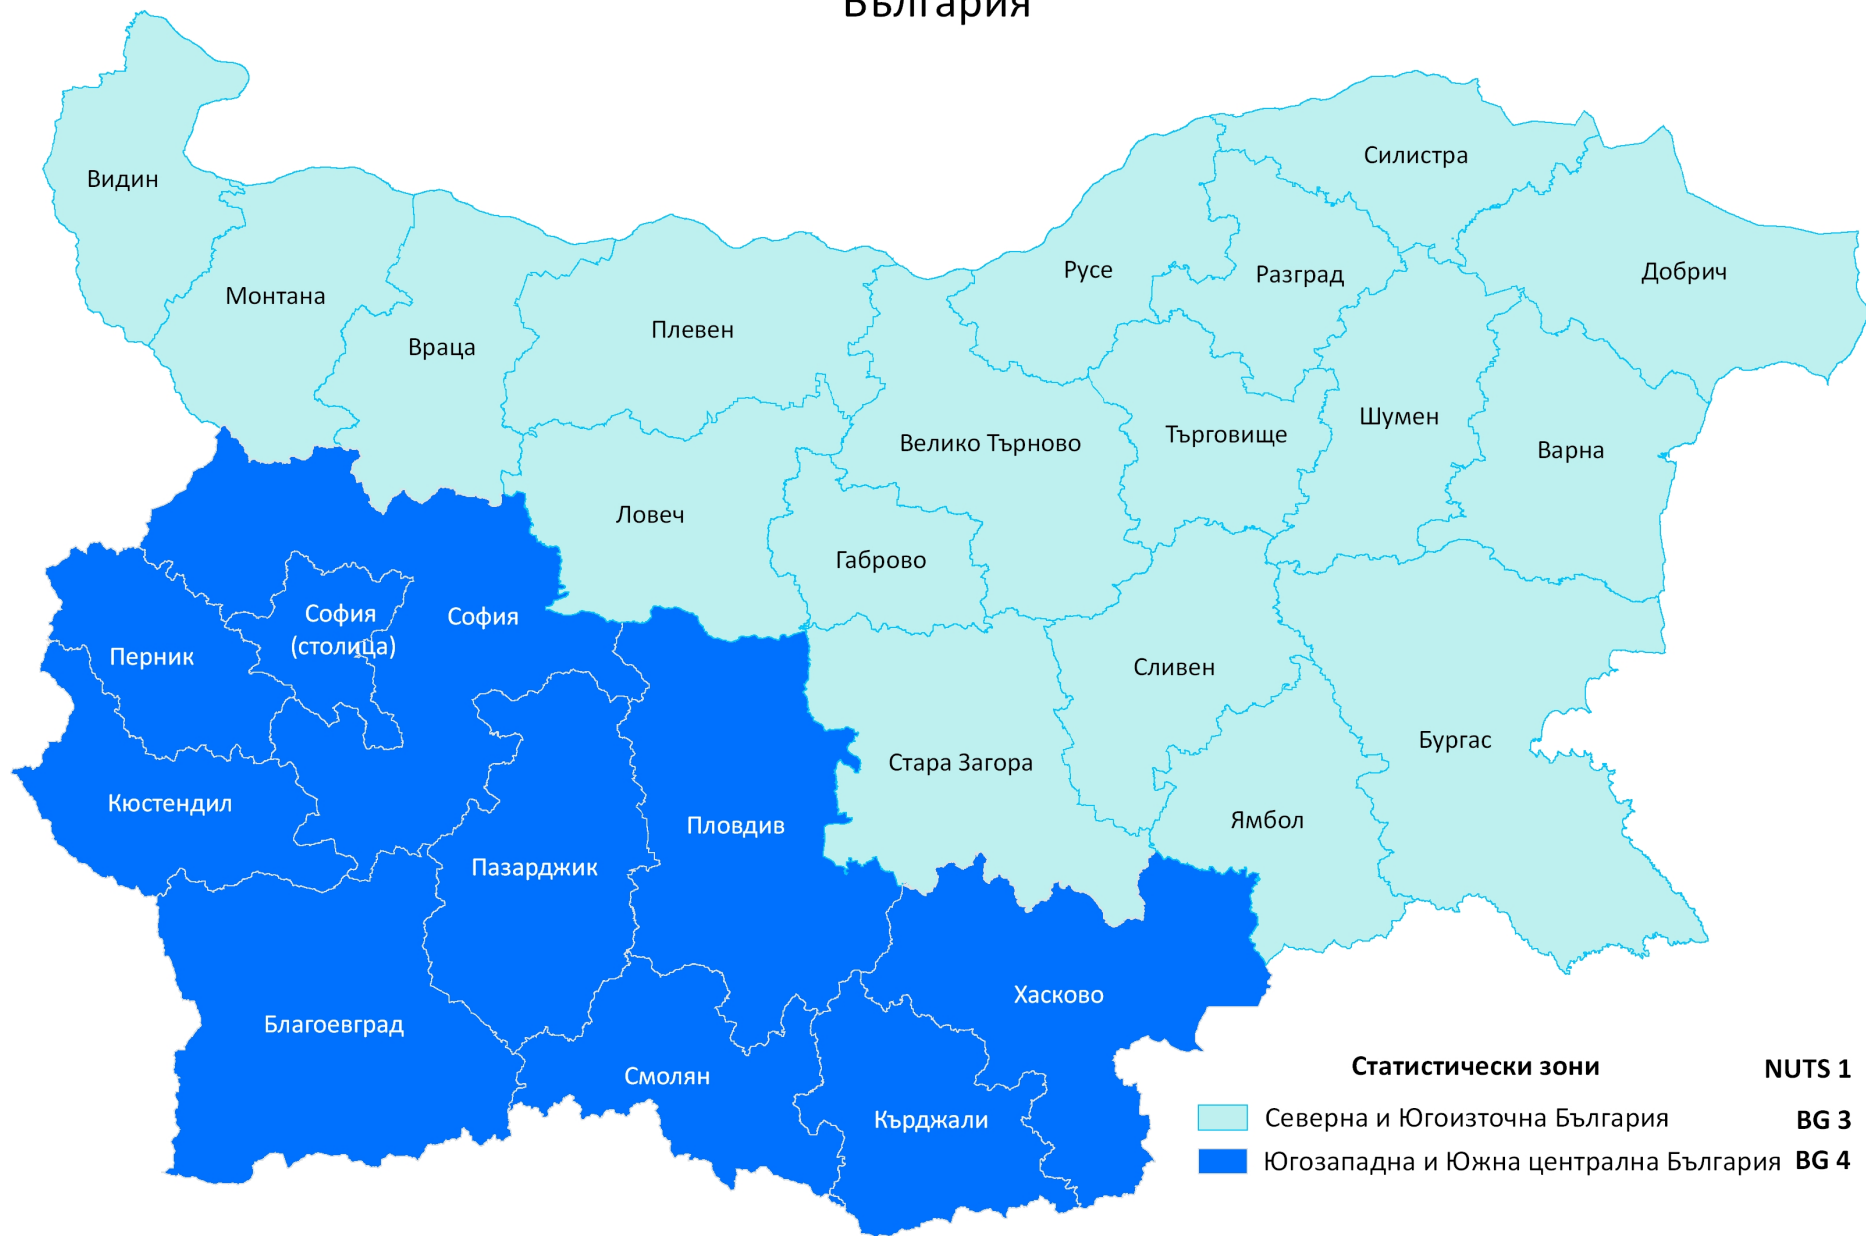 България
Силистра
Видин
Русе
Разград
Добрич
Монтана
Плевен
Враца
Шумен
Търговище
Велико Търново
Варна
Ловеч
Габрово
София
(столица)
София
Перник
Сливен
Бургас
Стара Загора
Кюстендил
Ямбол
Пловдив
Пазарджик
Хасково
Благоевград
Смолян
Кърджали
Статистически зони NUTS 1
Северна и Югоизточна България BG 3
Югозападна и Южна централна България BG 4